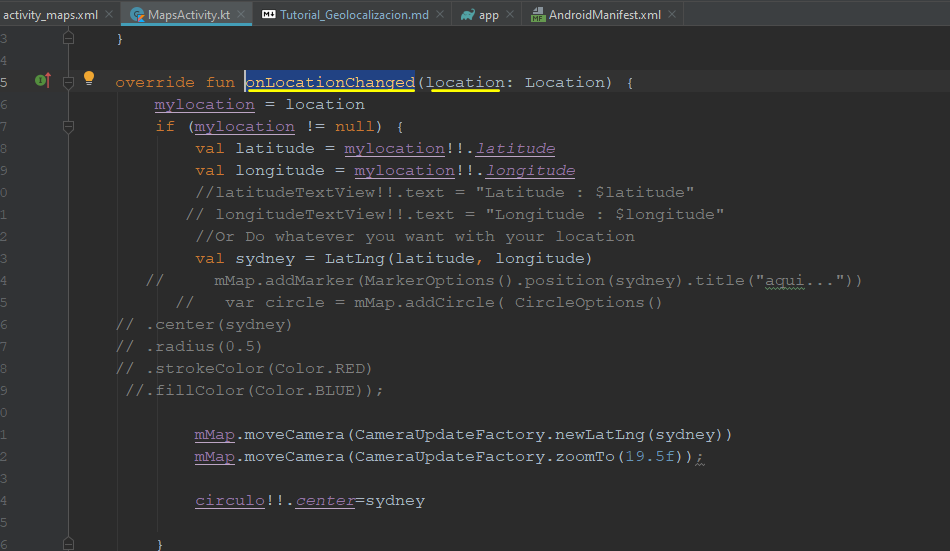 activity_maps.xml MapsActivity.kt Tutorial_Geolocalizacion.md app AndroidManifest.xml
3 }
4
5 override fun onLocationChanged(location: Location) {
6 mylocation = location
7 if (mylocation != null) {
8 val latitude = mylocation!!.latitude
9 val longitude = mylocation!!.longitude
0 //latitudeTextView!!.text = "Latitude : $latitude"
1 // longitudeTextView!!.text = "Longitude : $longitude"
2 //Or Do whatever you want with your location
3 val sydney = LatLng(latitude, longitude)
4 // mMap.addMarker(MarkerOptions().position(sydney).title("aqui..."))
5 // var circle = mMap.addCircle( CircleOptions()
6 // .center(sydney)
7 // .radius(0.5)
8 // .strokeColor(Color.RED)
9 //.fillColor(Color.BLUE));
0
1 mMap.moveCamera(CameraUpdateFactory.newLatLng(sydney))
2 mMap.moveCamera(CameraUpdateFactory.zoomTo(19.5f));
3
4 circulo!!.center=sydney
5
6 }